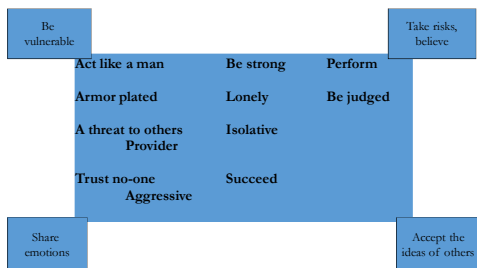 Be
vulnerable
Take risks,
believe
Act like a man Be strong Perform
Armor plated Lonely Be judged
A threat to others Isolative
Provider
Trust no-one Succeed
Aggressive
Share
emotions
Accept the
ideas of others